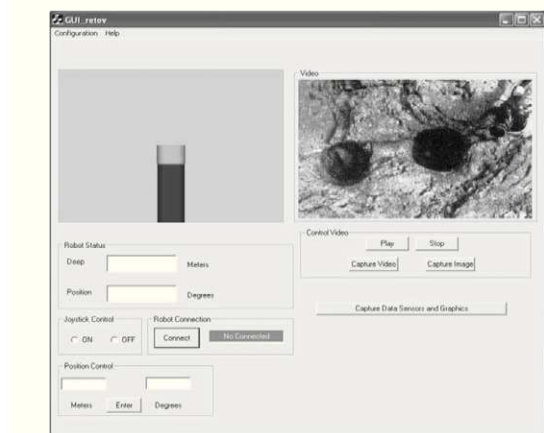 GUI_retov
Configuration Help
Video
Robot Status
Deep Meters
Position Degrees
Control Video
Play Stop
Capture Video Capture Image
Capture Data Sensors and Graphics
Joystick Control
ON OFF
Robot Connection
Connect No Connected
Position Control
Meters Enter Degrees